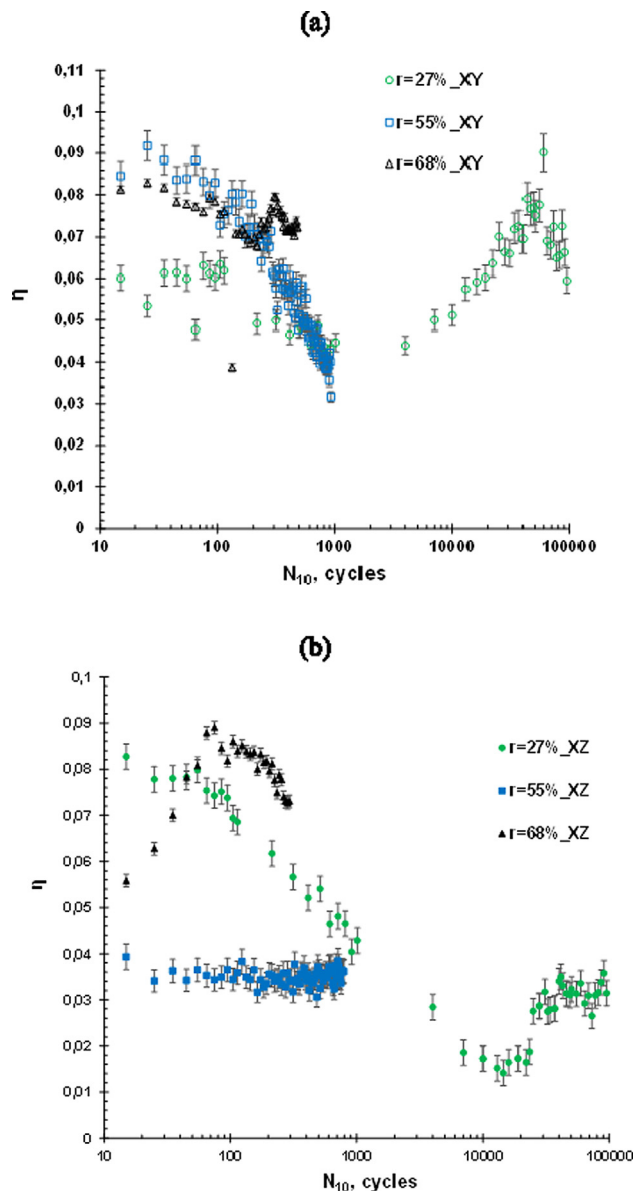 (a)
0,11
0,1
0,09
0,08
0,07
0,06
0,05
0,04
0,03
0,02
0,01
0
η
10
100
1000
10000
100000
N10, cycles
r=27%_XY
r=55%_XY
r=68%_XY
(b)
0,1
0,09
0,08
0,07
0,06
0,05
0,04
0,03
0,02
0,01
0
η
10
100
1000
10000
100000
N10, cycles
r=27%_XZ
r=55%_XZ
r=68%_XZ